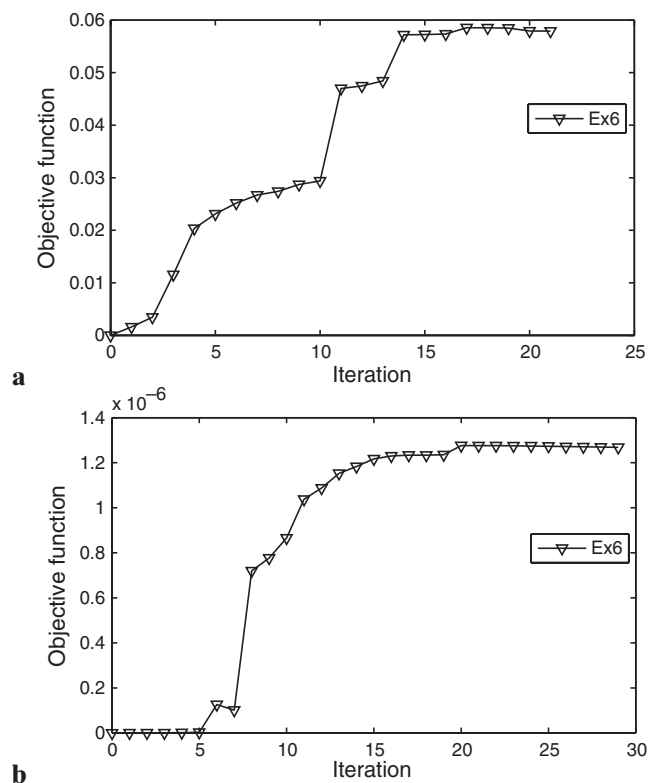 0.06
0.05
0.04
0.03
0.02
0.01
0
Objective function
Ex6
0 5 10 15 20 25
Iteration
a
x 10⁻⁶
1.4
1.2
1
0.8
0.6
0.4
0.2
0
Objective function
Ex6
0 5 10 15 20 25 30
Iteration
b